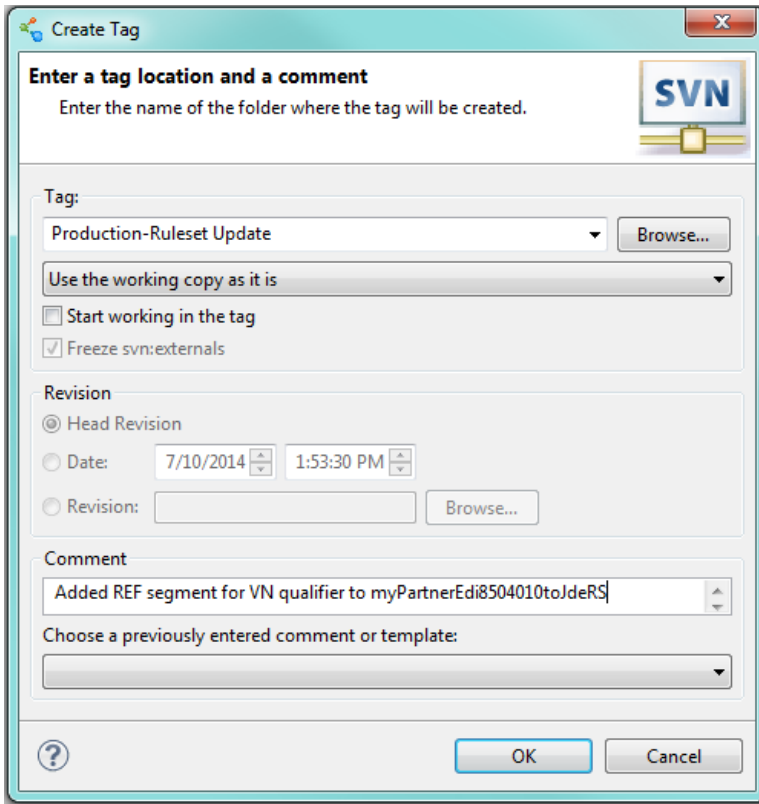 Create Tag
Enter a tag location and a comment
Enter the name of the folder where the tag will be created.
SVN
Tag:
Production-Ruleset Update
Browse...
Use the working copy as it is
Start working in the tag
Freeze svn:externals
Revision
Head Revision
Date: 7/10/2014 1:53:30 PM
Revision: Browse...
Comment
Added REF segment for VN qualifier to myPartnerEdi8504010toJdeRS
Choose a previously entered comment or template:
? OK Cancel